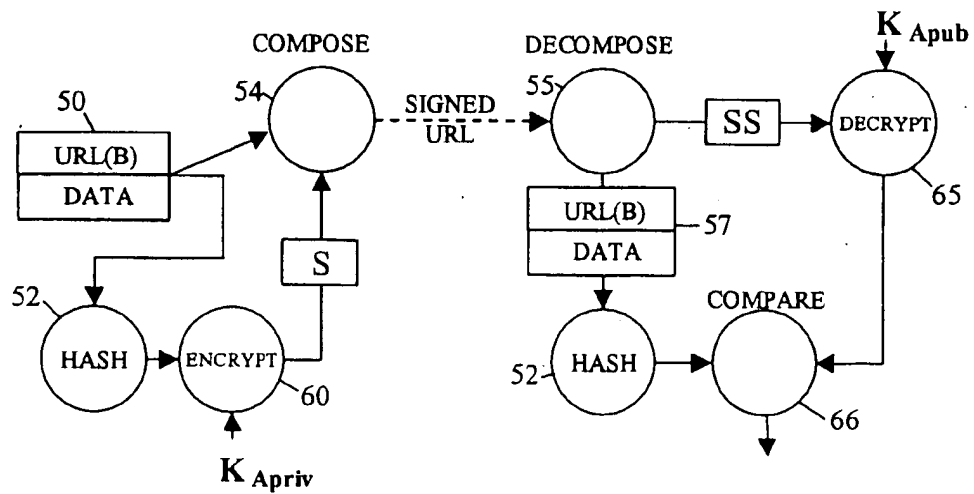 K Apub
COMPOSE
DECOMPOSE
54
55
SIGNED
URL
SS
DECRYPT
50
URL(B)
DATA
65
URL(B)
DATA
57
S
52
HASH
ENCRYPT
60
COMPARE
52
HASH
66
K Apriv